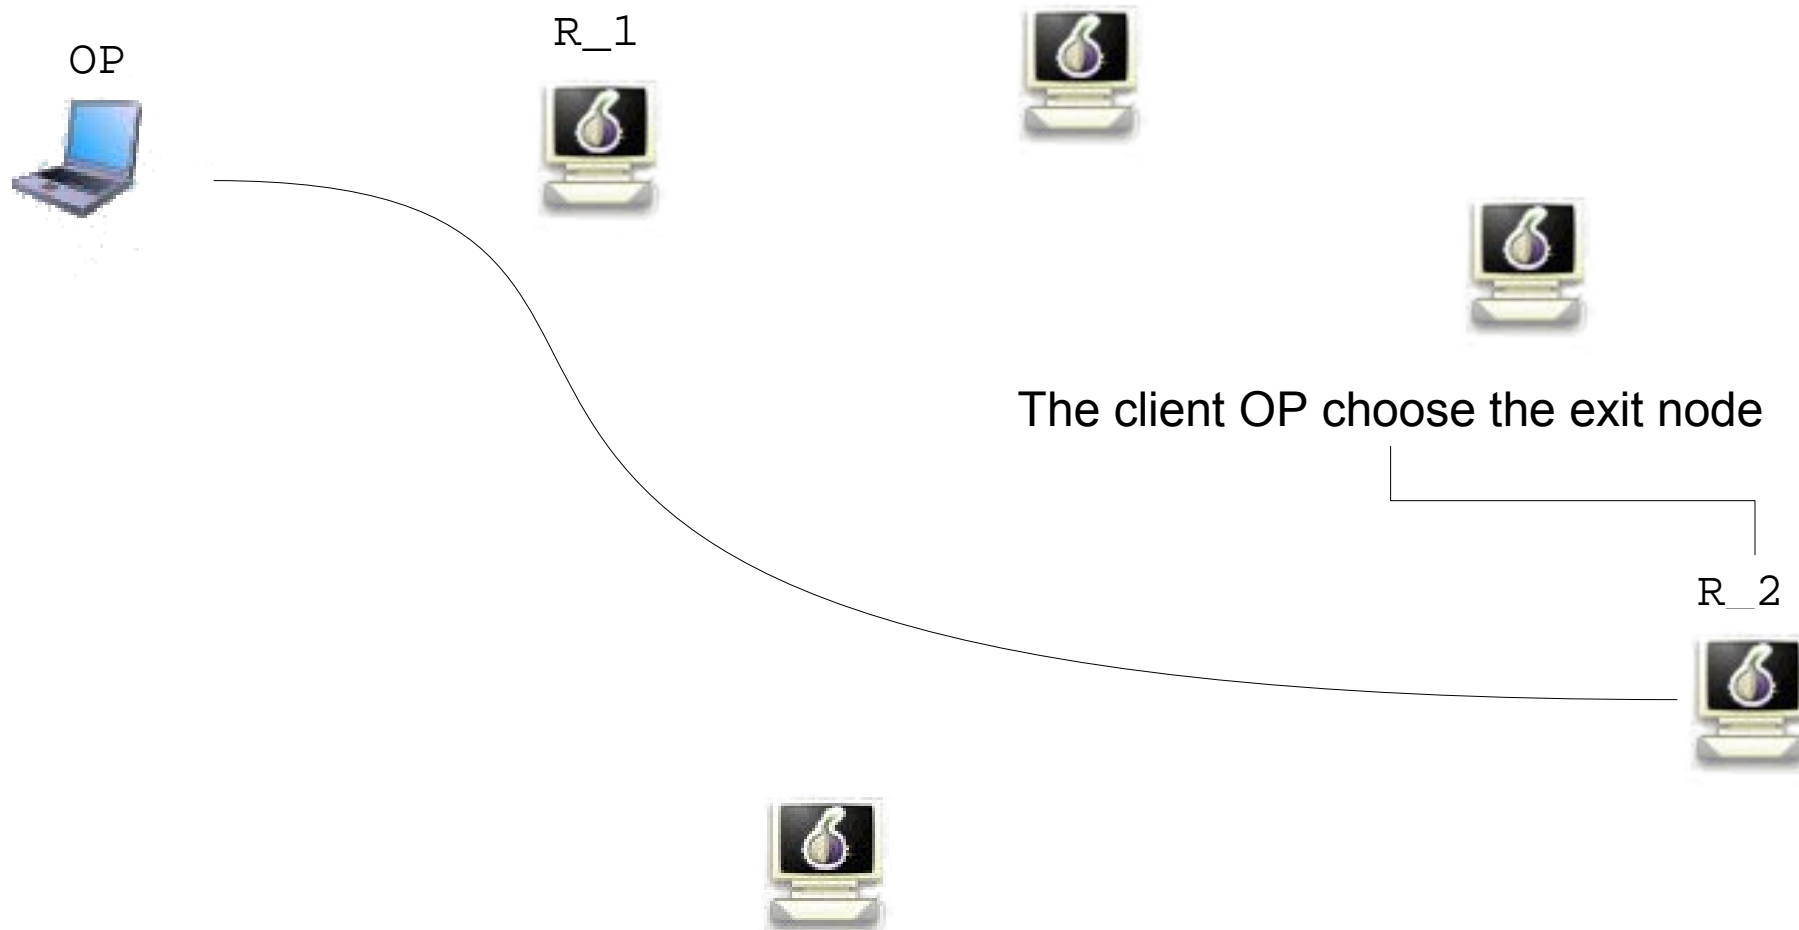 OP
R_1
The client OP choose the exit node
R_2